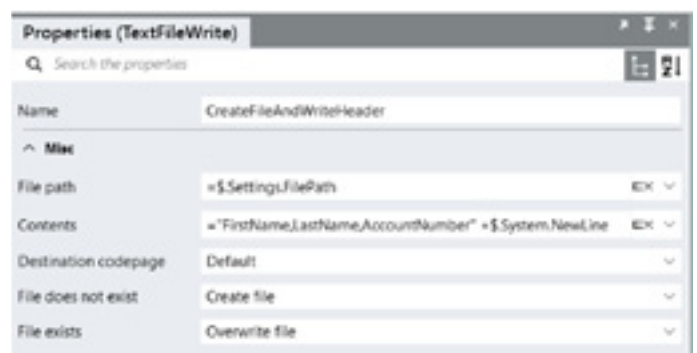 Properties (TextFileWrite)
Search the properties
Name CreateFileAndWriteHeader
Misc
File path =$.Settings.FilePath
Contents ="FirstName,LastName,AccountNumber" +$.System.NewLine
Destination codepage Default
File does not exist Create file
File exists Overwrite file